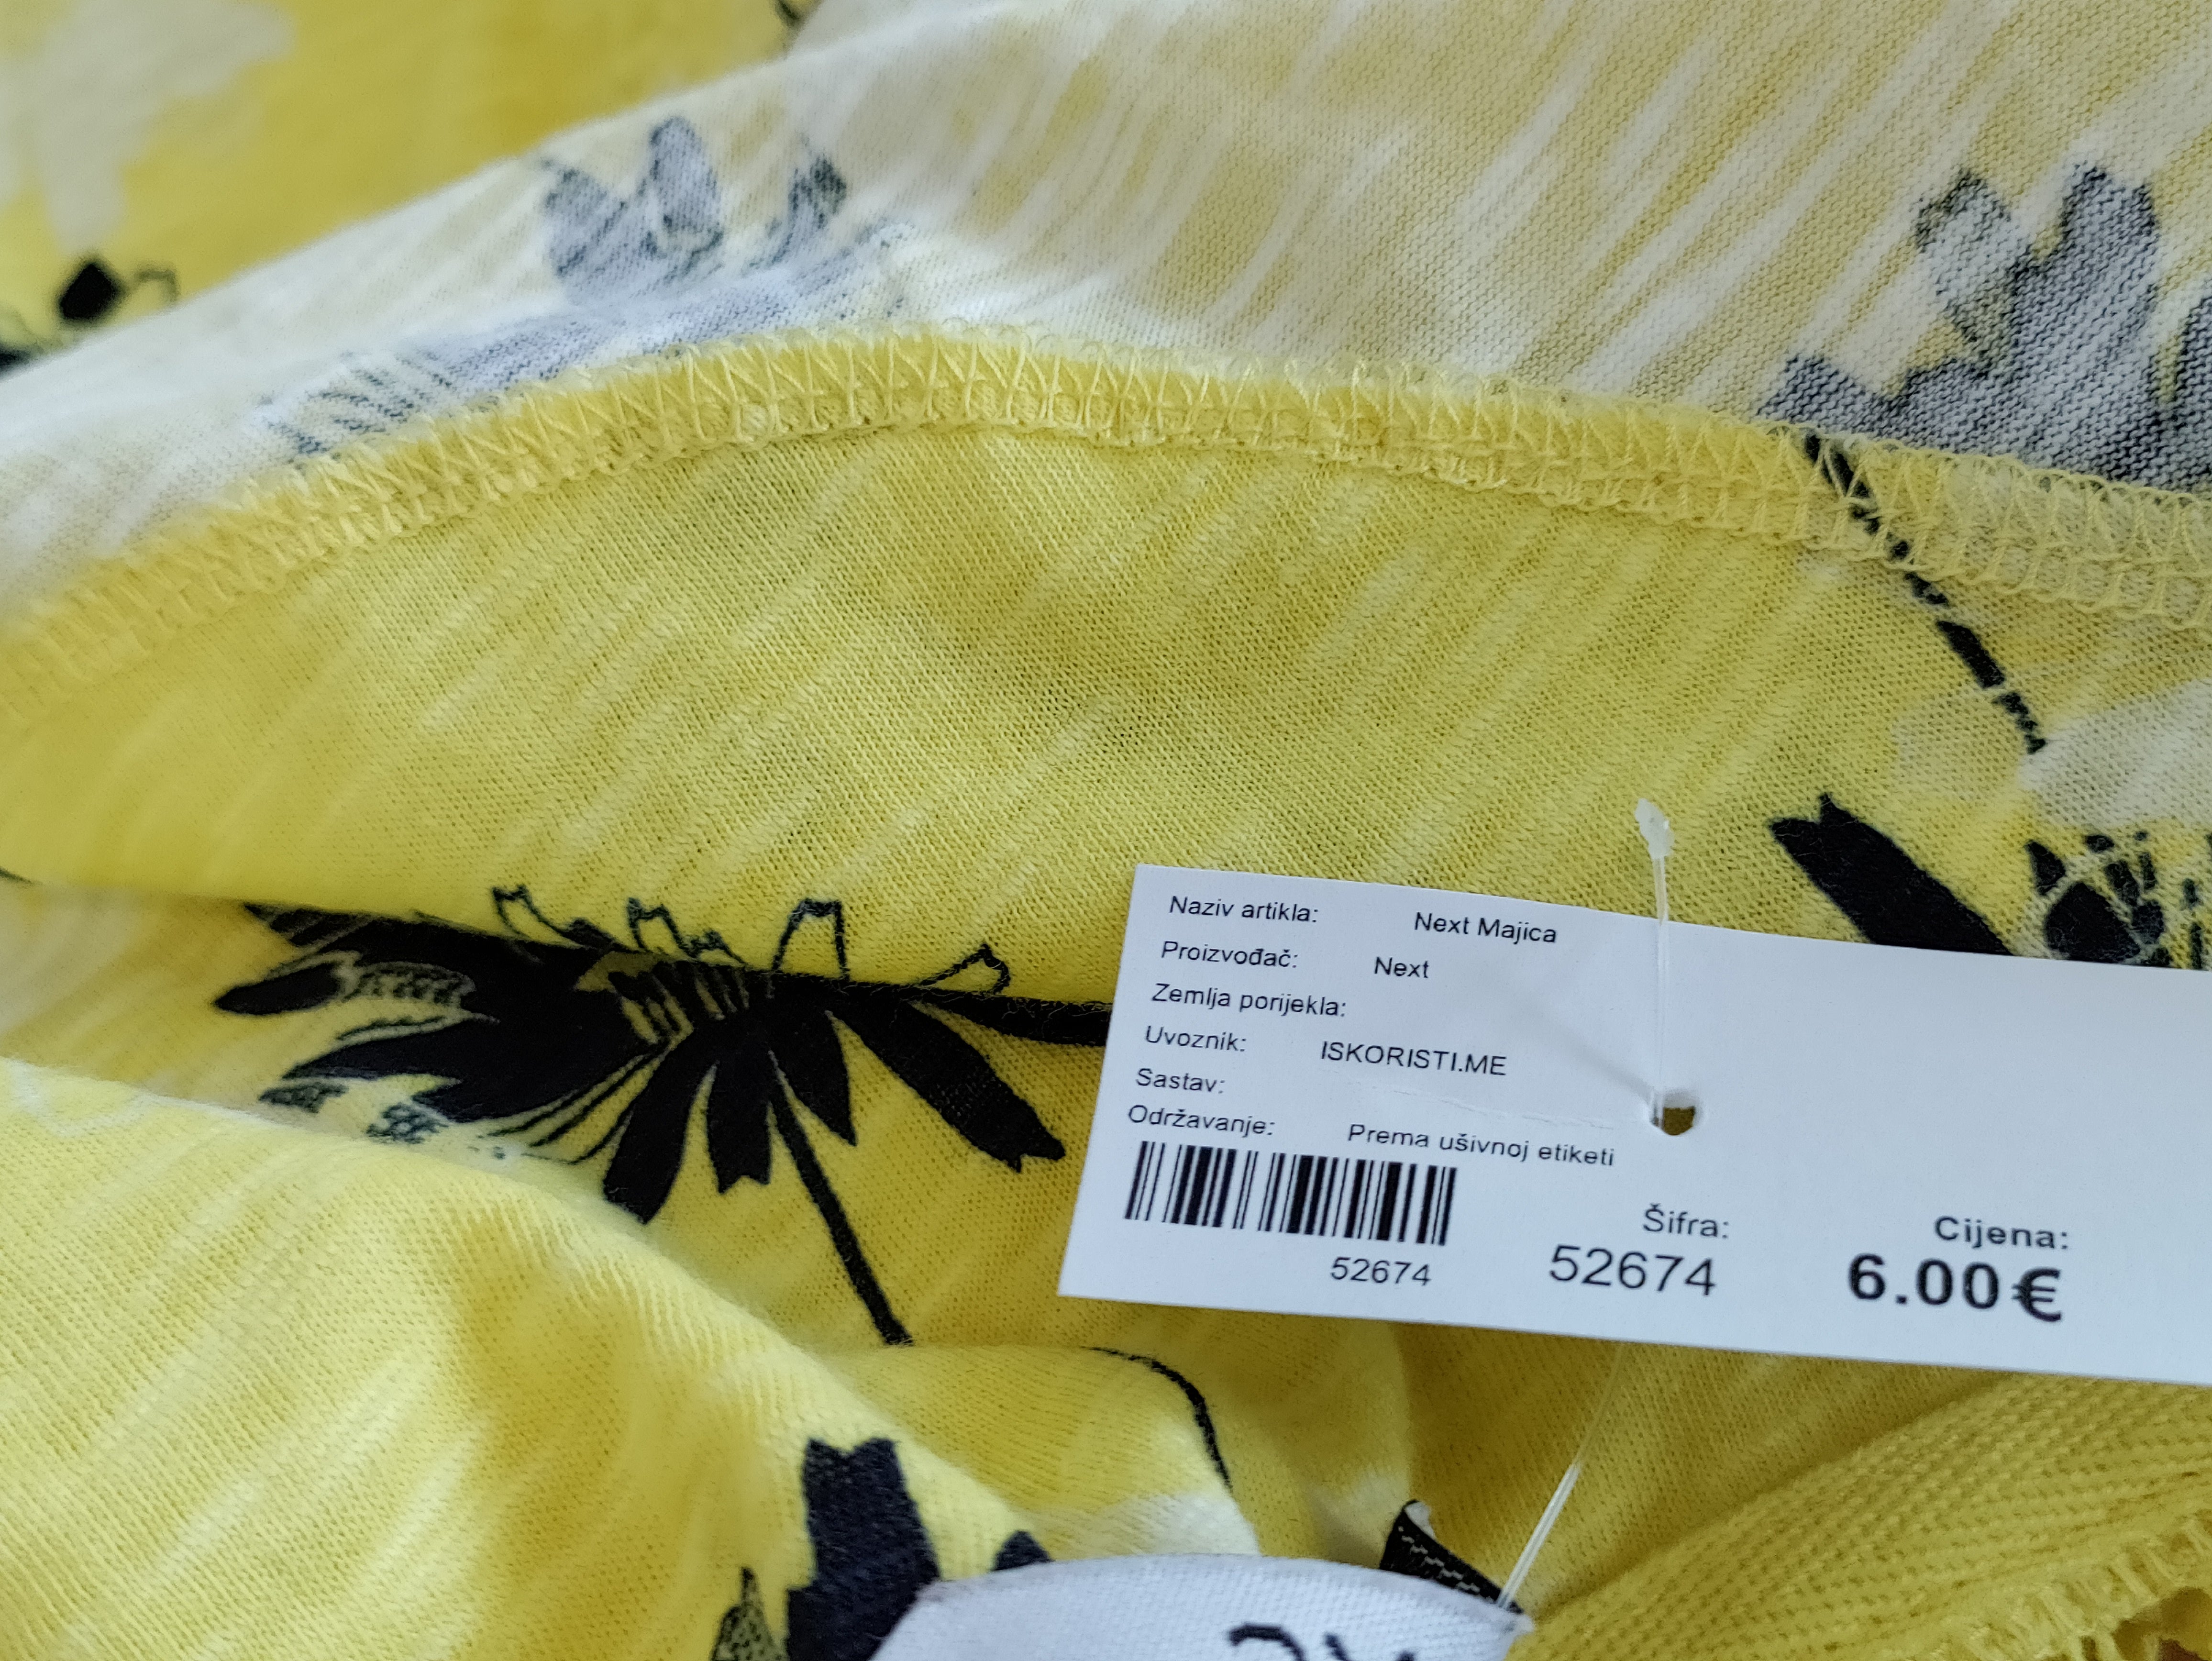 Naziv artikla: Next Majica
Proizvođač: Next
Zemlja porijekla:
Uvoznik: ISKORISTI.ME
Sastav:
Održavanje: Prema ušivnoj etiketi
52674
Šifra:
52674
Cijena:
6.00€